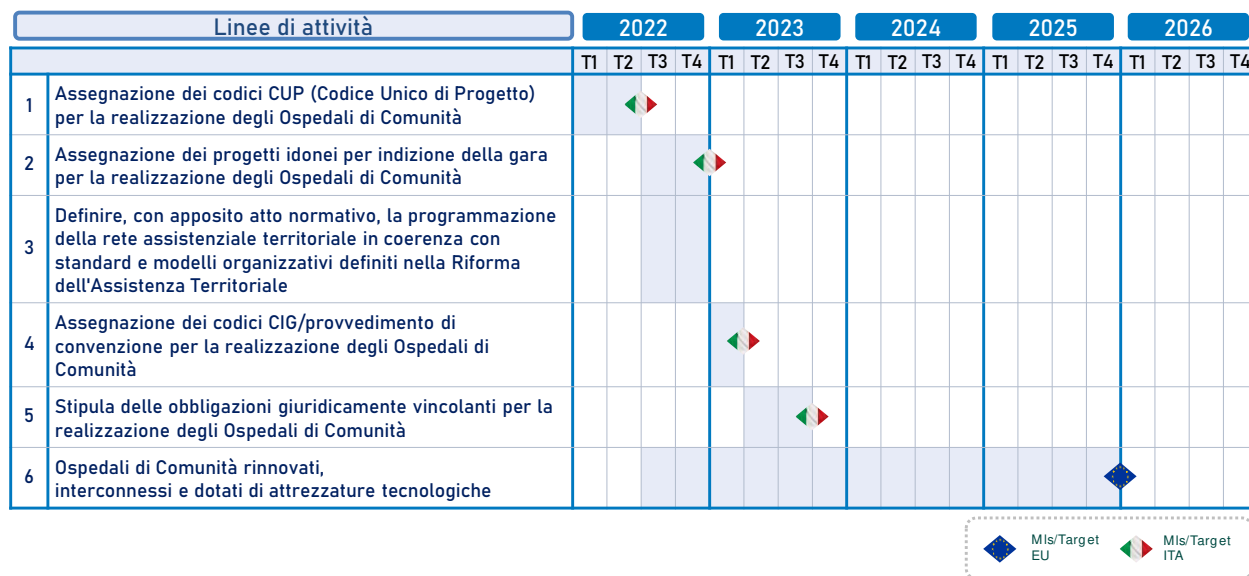 Linee di attività 2022 2023 2024 2025 2026
T1 T2 T3 T4 T1 T2 T3 T4 T1 T2 T3 T4 T1 T2 T3 T4 T1 T2 T3 T4
1 Assegnazione dei codici CUP (Codice Unico di Progetto)
per la realizzazione degli Ospedali di Comunità
2 Assegnazione dei progetti idonei per indizione della gara
per la realizzazione degli Ospedali di Comunità
3 Definire, con apposito atto normativo, la programmazione
della rete assistenziale territoriale in coerenza con
standard e modelli organizzativi definiti nella Riforma
dell'Assistenza Territoriale
4 Assegnazione dei codici CIG/provvedimento di
convenzione per la realizzazione degli Ospedali di
Comunità
5 Stipula delle obbligazioni giuridicamente vincolanti per la
realizzazione degli Ospedali di Comunità
6 Ospedali di Comunità rinnovati,
interconnessi e dotati di attrezzature tecnologiche
Mls/Target
EU
Mls/Target
ITA